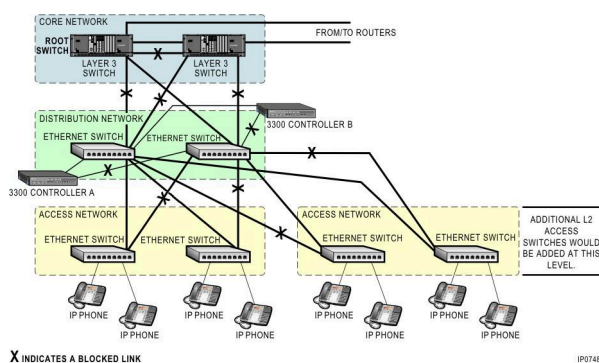 CORE NETWORK
FROM/TO ROUTERS
ROOT
SWITCH
X
LAYER 3
SWITCH
LAYER 3
SWITCH
X
X
X
DISTRIBUTION NETWORK
X
3300 CONTROLLER B
ETHERNET SWITCH
ETHERNET SWITCH
X
X
3300 CONTROLLER A
X
X
ACCESS NETWORK
ACCESS NETWORK
X
ETHERNET SWITCH
ETHERNET SWITCH
ETHERNET SWITCH
ETHERNET SWITCH
ADDITIONAL L2
ACCESS
SWITCHES WOULD
BE ADDED AT THIS
LEVEL.
IP PHONE
IP PHONE
IP PHONE
IP PHONE
IP PHONE
IP PHONE
IP PHONE
IP PHONE
X INDICATES A BLOCKED LINK
IP0748